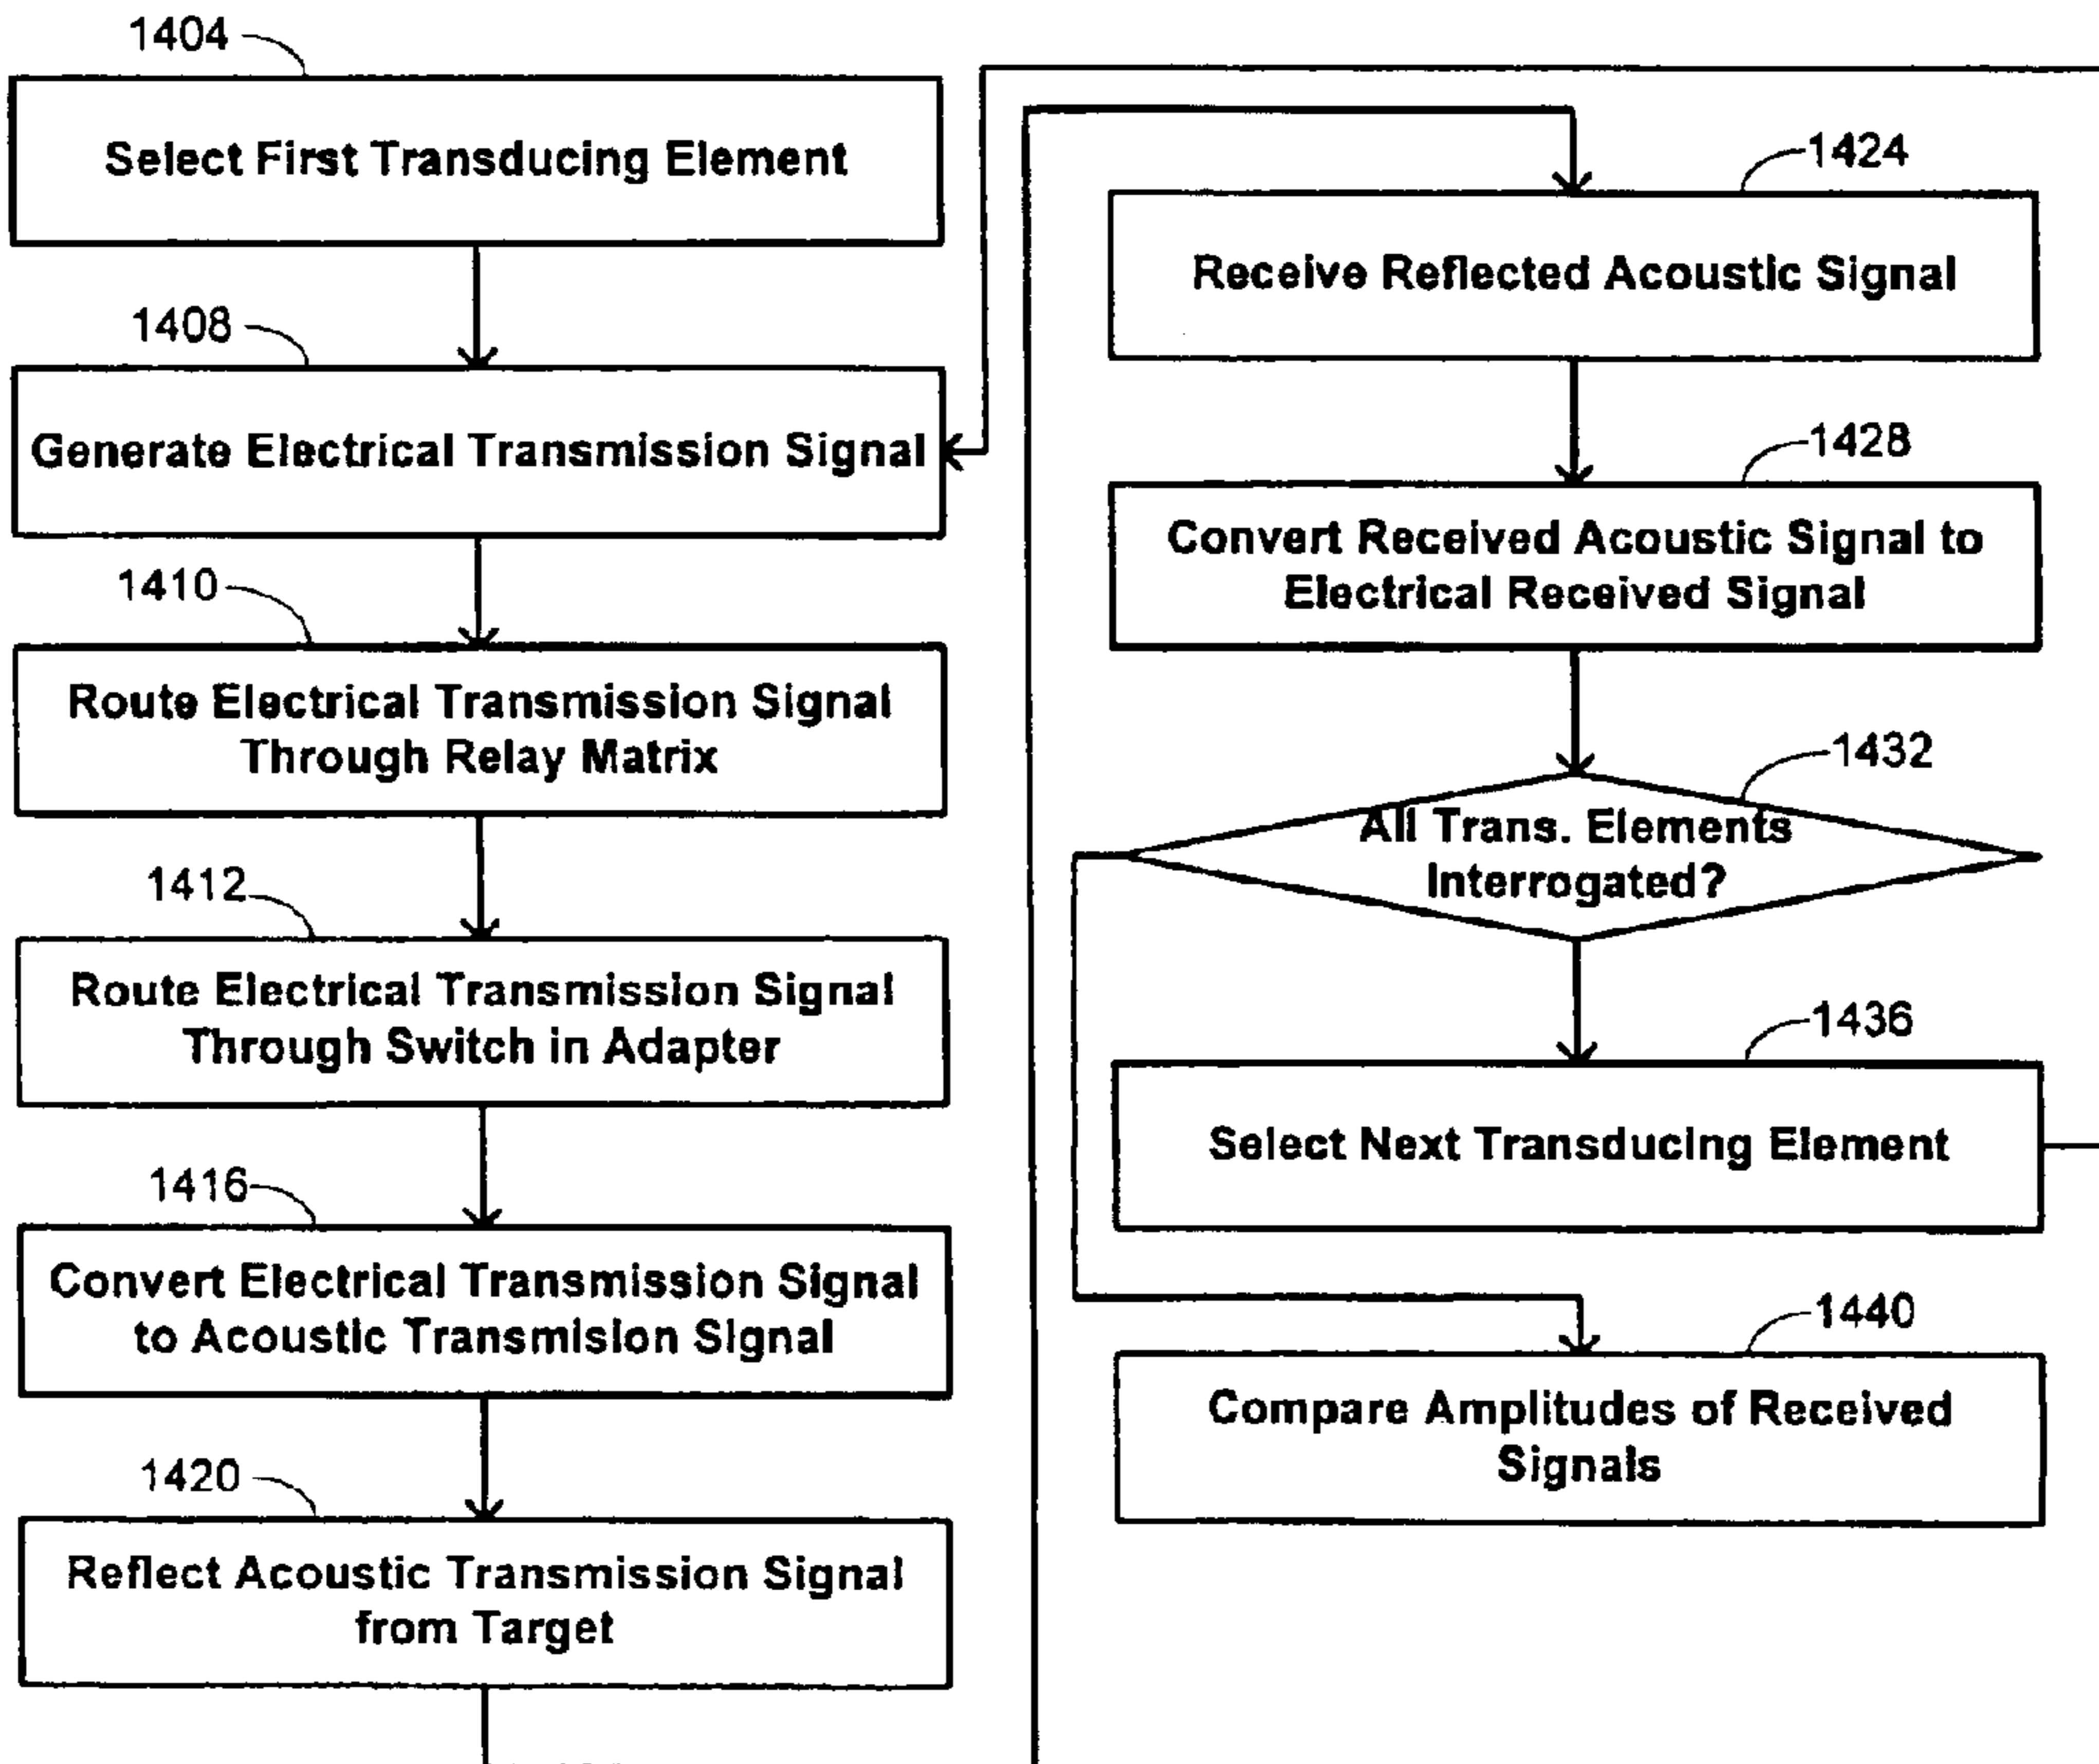 1404
Select First Transducing Element
1408
Generate Electrical Transmission Signal
1410
Route Electrical Transmission Signal
Through Relay Matrix
1412
Route Electrical Transmission Signal
Through Switch in Adapter
1416
Convert Electrical Transmission Signal
to Acoustic Transmision Signal
1420
Reflect Acoustic Transmission Signal
from Target
1424
Receive Reflected Acoustic Signal
1428
Convert Received Acoustic Signal to
Electrical Received Signal
1432
All Trans. Elements
Interrogated?
1436
Select Next Transducing Element
1440
Compare Amplitudes of Received
Signals